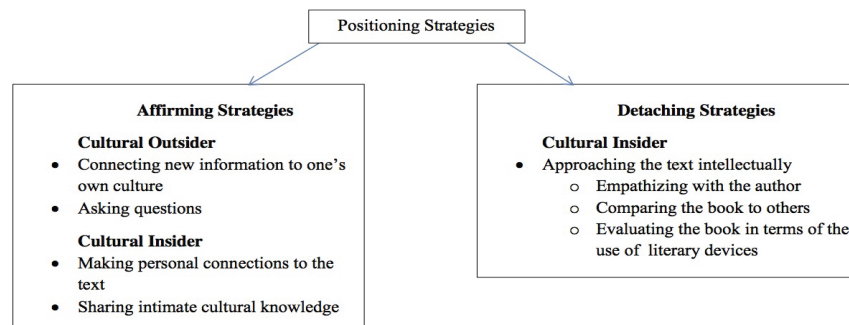 Positioning Strategies
Affirming Strategies
Cultural Outsider
• Connecting new information to one's
own culture
• Asking questions
Cultural Insider
• Making personal connections to the
text
• Sharing intimate cultural knowledge
Detaching Strategies
Cultural Insider
• Approaching the text intellectually
o Empathizing with the author
o Comparing the book to others
o Evaluating the book in terms of the
use of literary devices